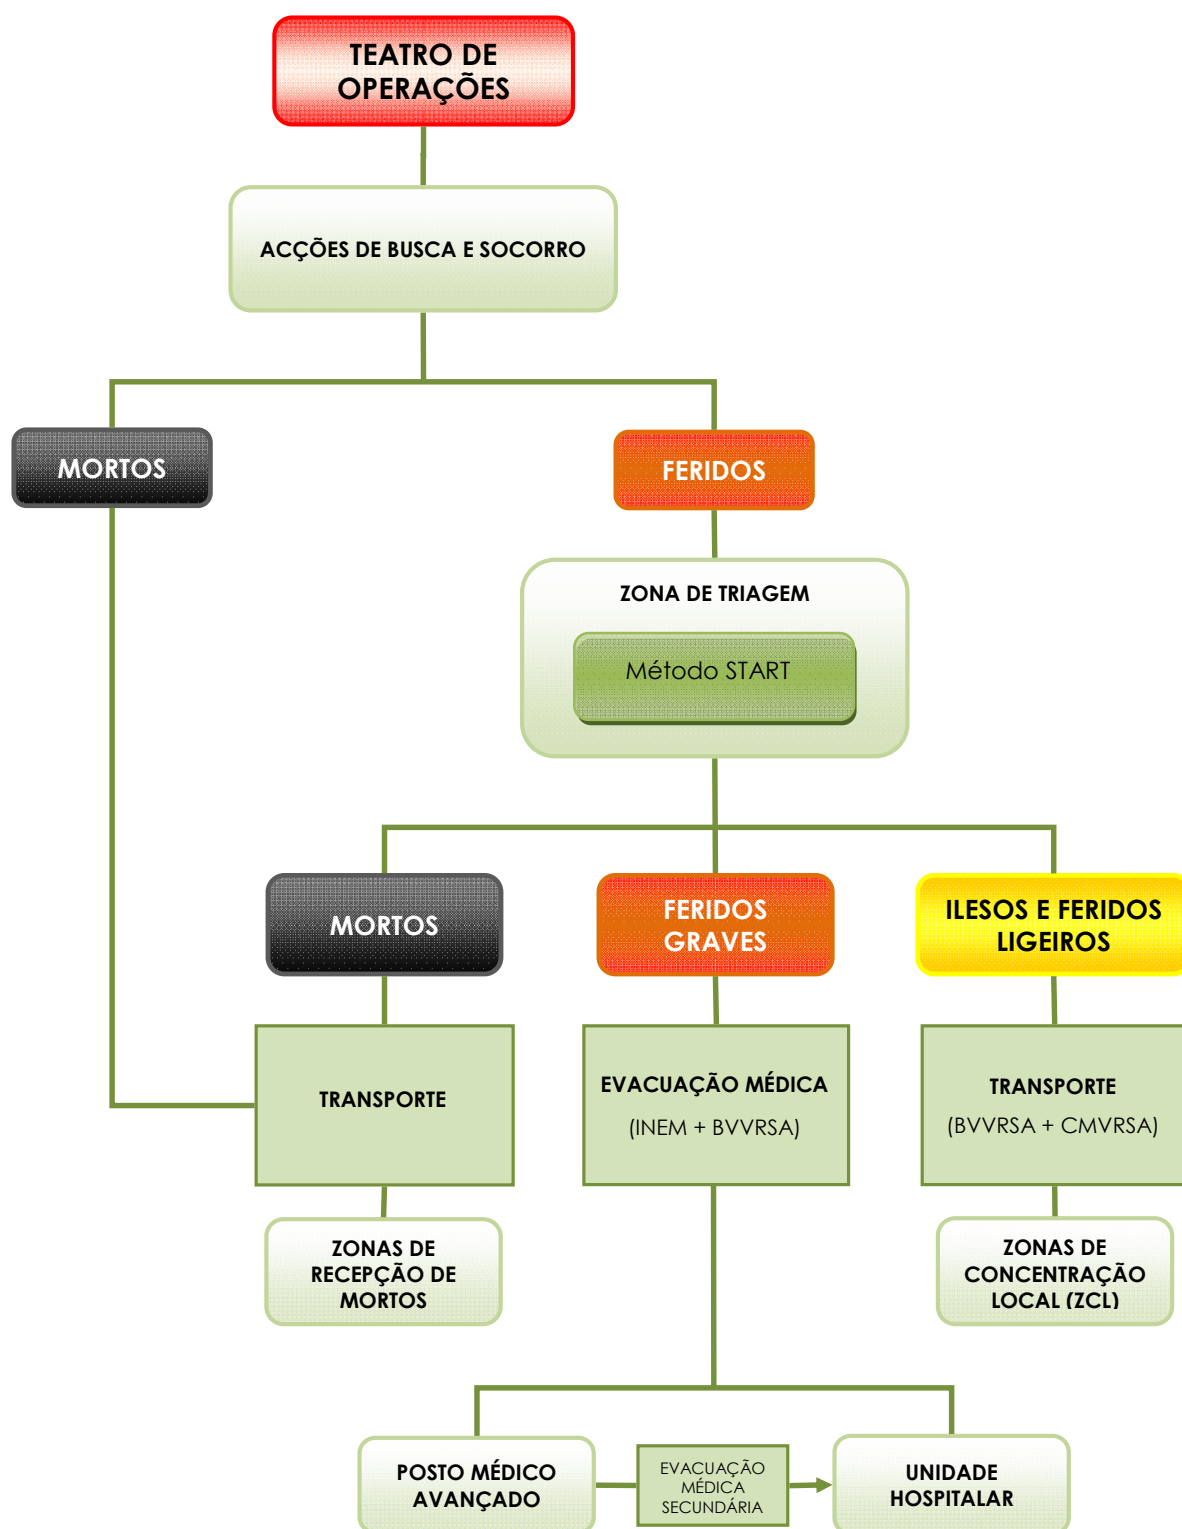 TEATRO DE
OPERAÇÕES
ACÇÕES DE BUSCA E SOCORRO
MORTOS
FERIDOS
ZONA DE TRIAGEM
Método START
MORTOS
FERIDOS
GRAVES
ILESOS E FERIDOS
LIGEIROS
TRANSPORTE
EVACUAÇÃO MÉDICA
(INEM + BVVRSA)
TRANSPORTE
(BVVRSA + CMVRSA)
ZONAS DE
RECEPÇÃO DE
MORTOS
ZONAS DE
CONCENTRAÇÃO
LOCAL (ZCL)
POSTO MÉDICO
AVANÇADO
EVACUAÇÃO
MÉDICA
SECUNDÁRIA
UNIDADE
HOSPITALAR